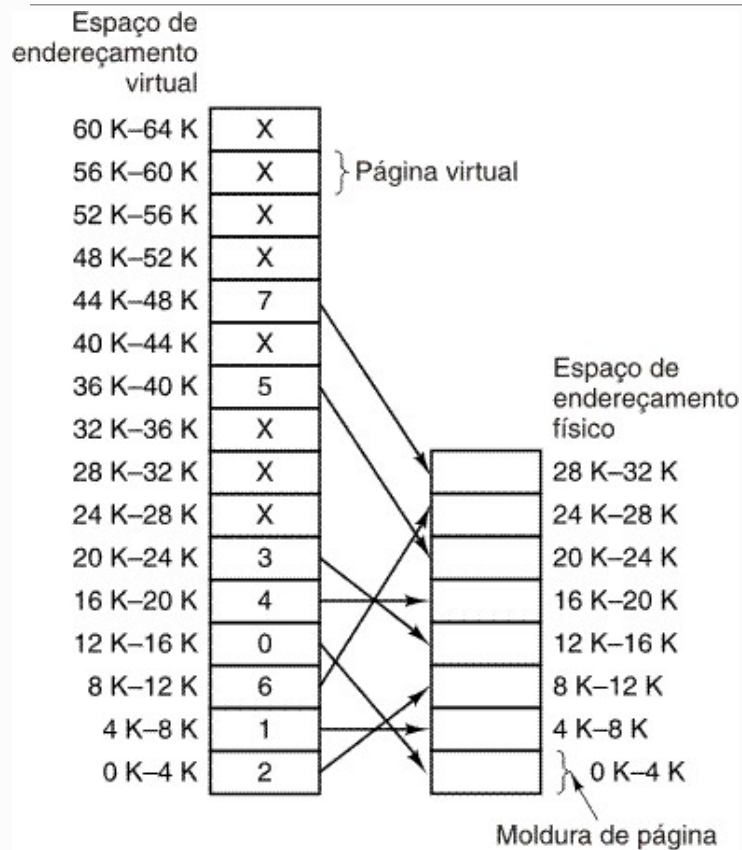 Espaço de
endereçamento
virtual
60 K–64 K X
56 K–60 K X Página virtual
52 K–56 K X
48 K–52 K X
44 K–48 K 7
40 K–44 K X
36 K–40 K 5
32 K–36 K X
28 K–32 K X
24 K–28 K X
20 K–24 K 3
16 K–20 K 4
12 K–16 K 0
8 K–12 K 6
4 K–8 K 1
0 K–4 K 2
Espaço de
endereçamento
físico
28 K–32 K
24 K–28 K
20 K–24 K
16 K–20 K
12 K–16 K
8 K–12 K
4 K–8 K
0 K–4 K
Moldura de página